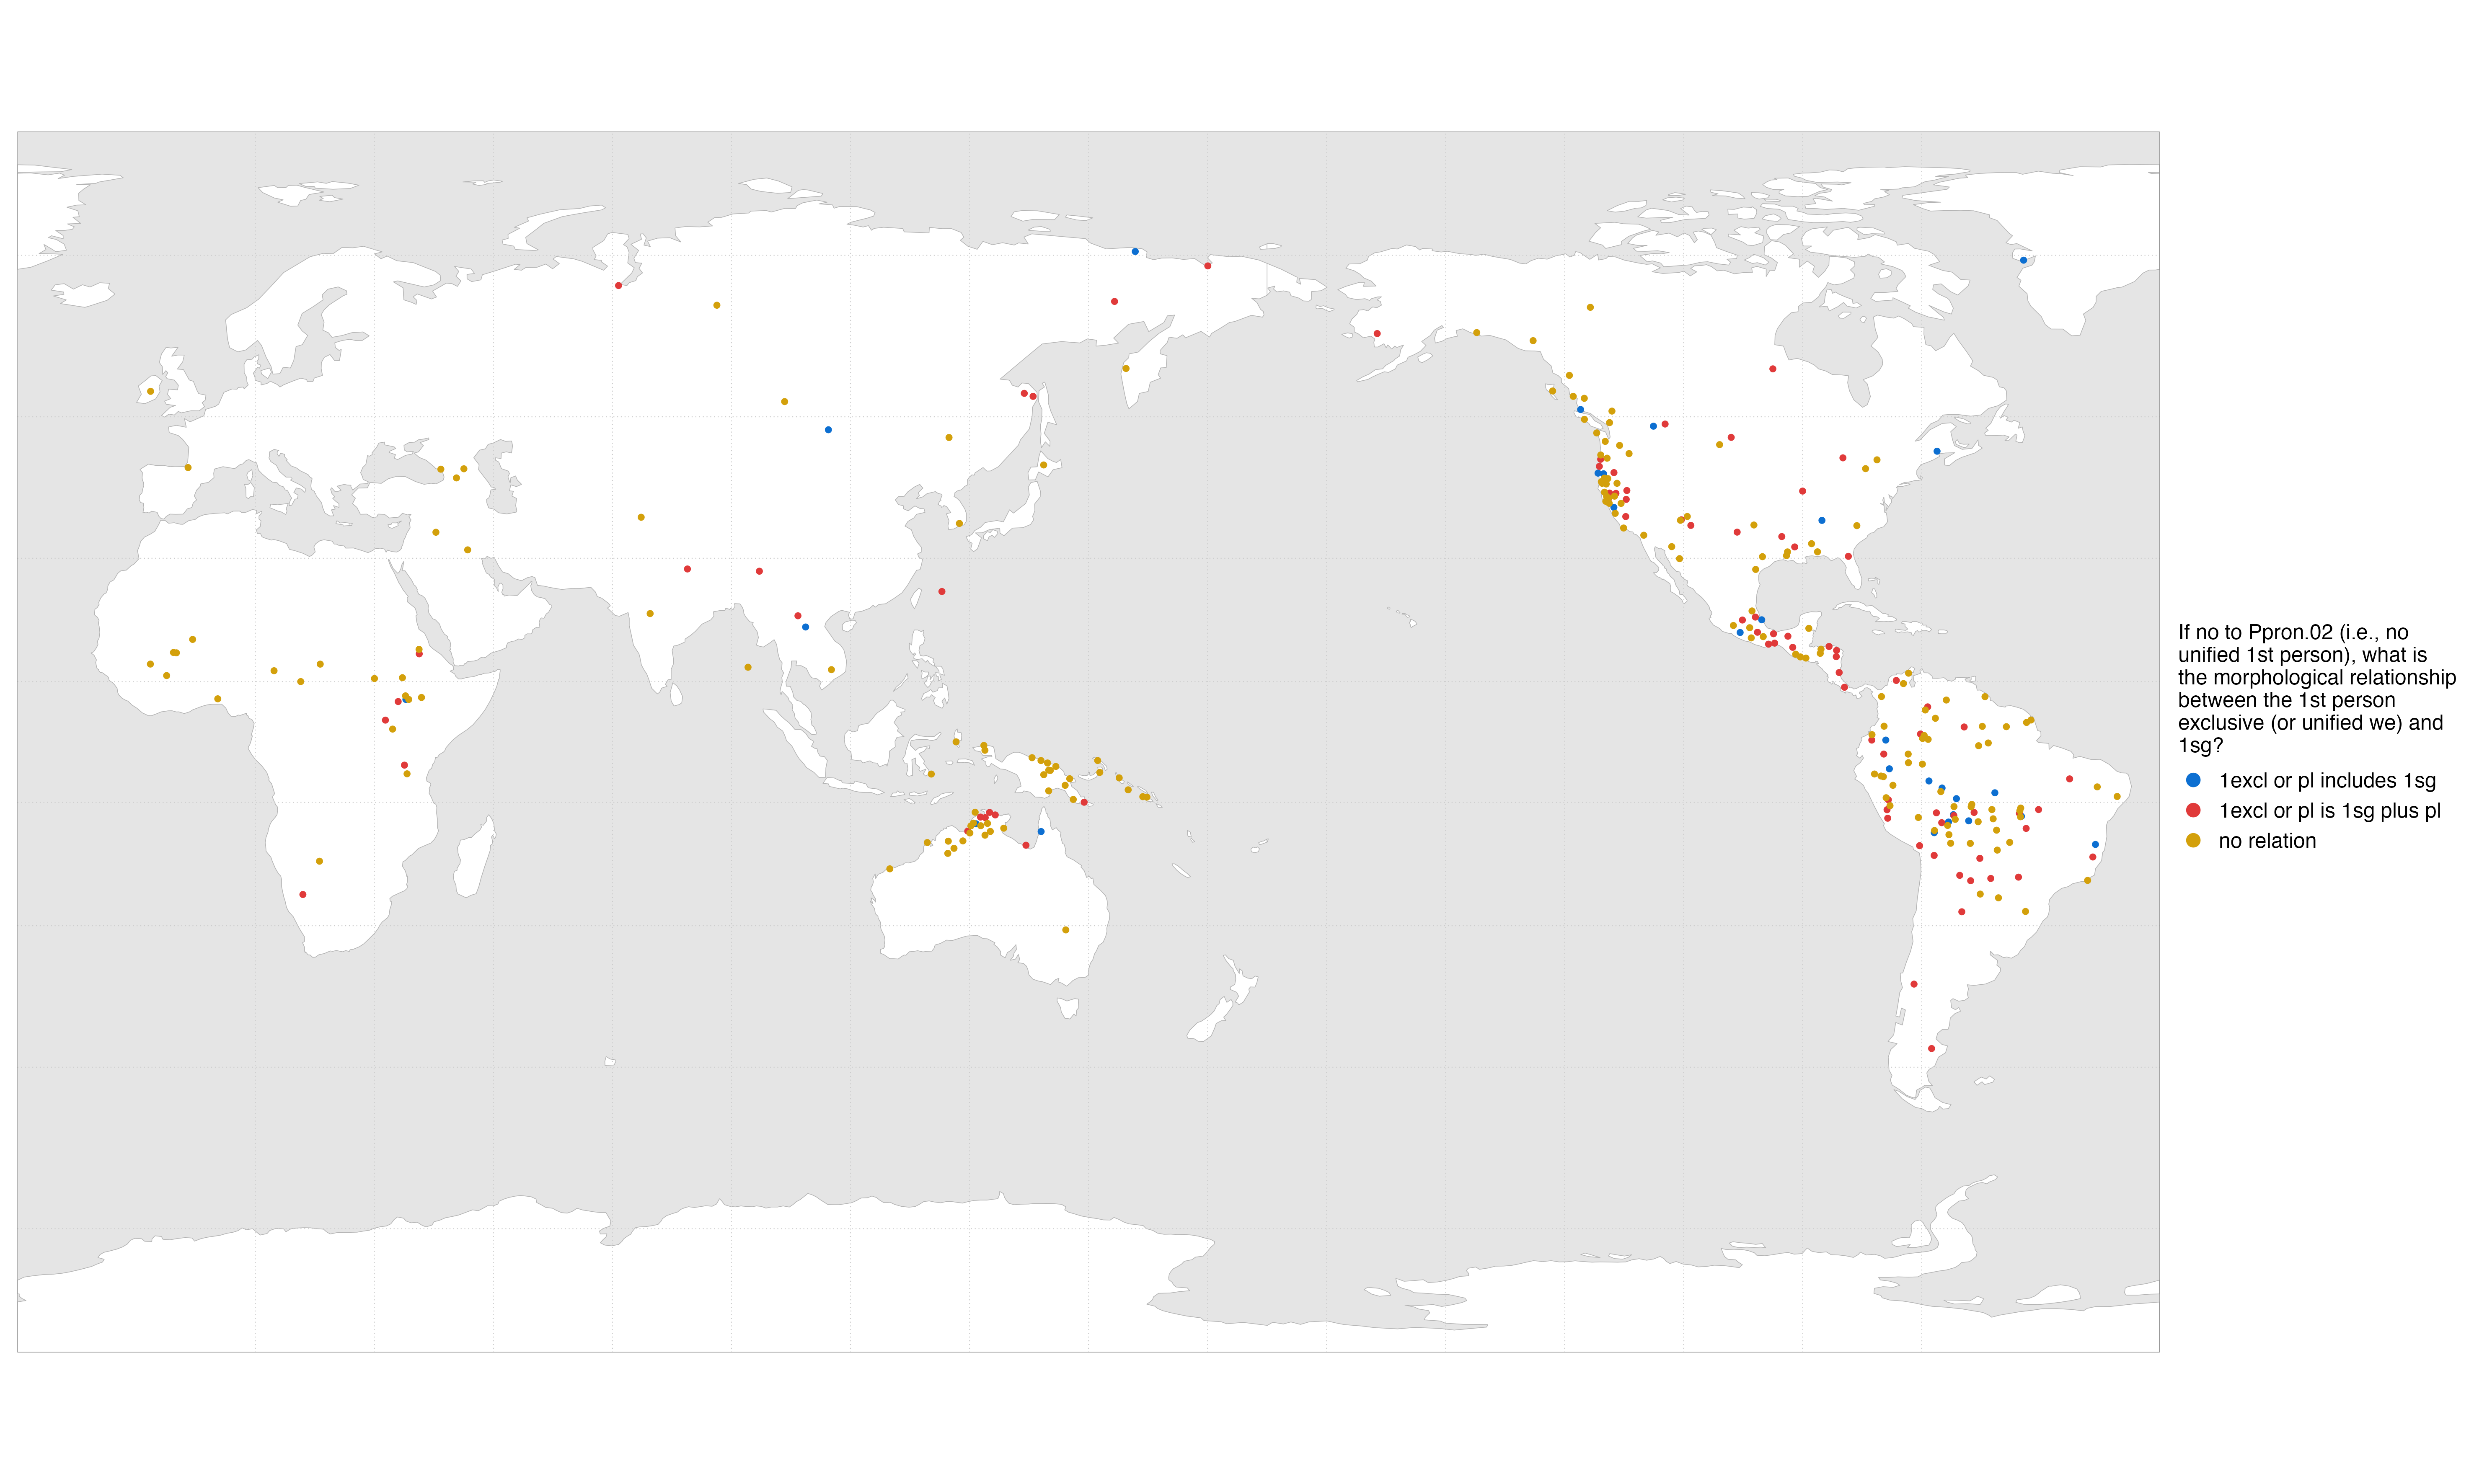 If no to Ppron.02 (i.e., no
unified 1st person), what is
the morphological relationship
between the 1st person
exclusive (or unified we) and
1sg?
1excl or pl includes 1sg
1excl or pl is 1sg plus pl
no relation